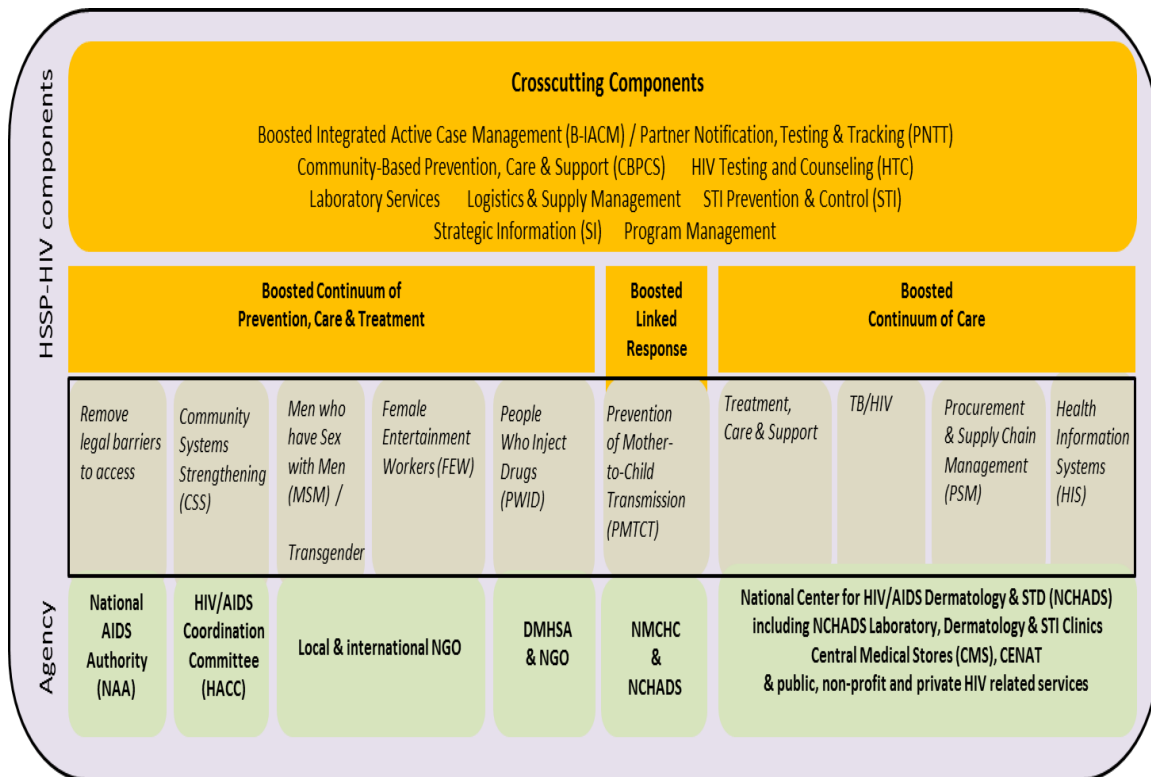 HSSP-HIV components
Crosscutting Components
Boosted Integrated Active Case Management (B-IACM) / Partner Notification, Testing & Tracking (PNTT)
Community-Based Prevention, Care & Support (CBPCS) HIV Testing and Counseling (HTC)
Laboratory Services Logistics & Supply Management STI Prevention & Control (STI)
Strategic Information (SI) Program Management
Boosted Continuum of
Prevention, Care & Treatment
Boosted
Linked
Response
Boosted
Continuum of Care
Remove
legal barriers
to access
Community
Systems
Strengthening
(CSS)
Men who
have Sex
with Men
(MSM) /
Transgender
Female
Entertainment
Workers (FEW)
People
Who Inject
Drugs
(PWID)
Prevention
of Mother-
to-Child
Transmission
(PMTCT)
Treatment,
Care & Support
TB/HIV
Procurement
& Supply Chain
Management
(PSM)
Health
Information
Systems
(HIS)
Agency
National
AIDS
Authority
(NAA)
HIV/AIDS
Coordination
Committee
(HACC)
Local & international NGO
DMHSA
& NGO
NMCHC
&
NCHADS
National Center for HIV/AIDS Dermatology & STD (NCHADS)
including NCHADS Laboratory, Dermatology & STI Clinics
Central Medical Stores (CMS), CENAT
& public, non-profit and private HIV related services